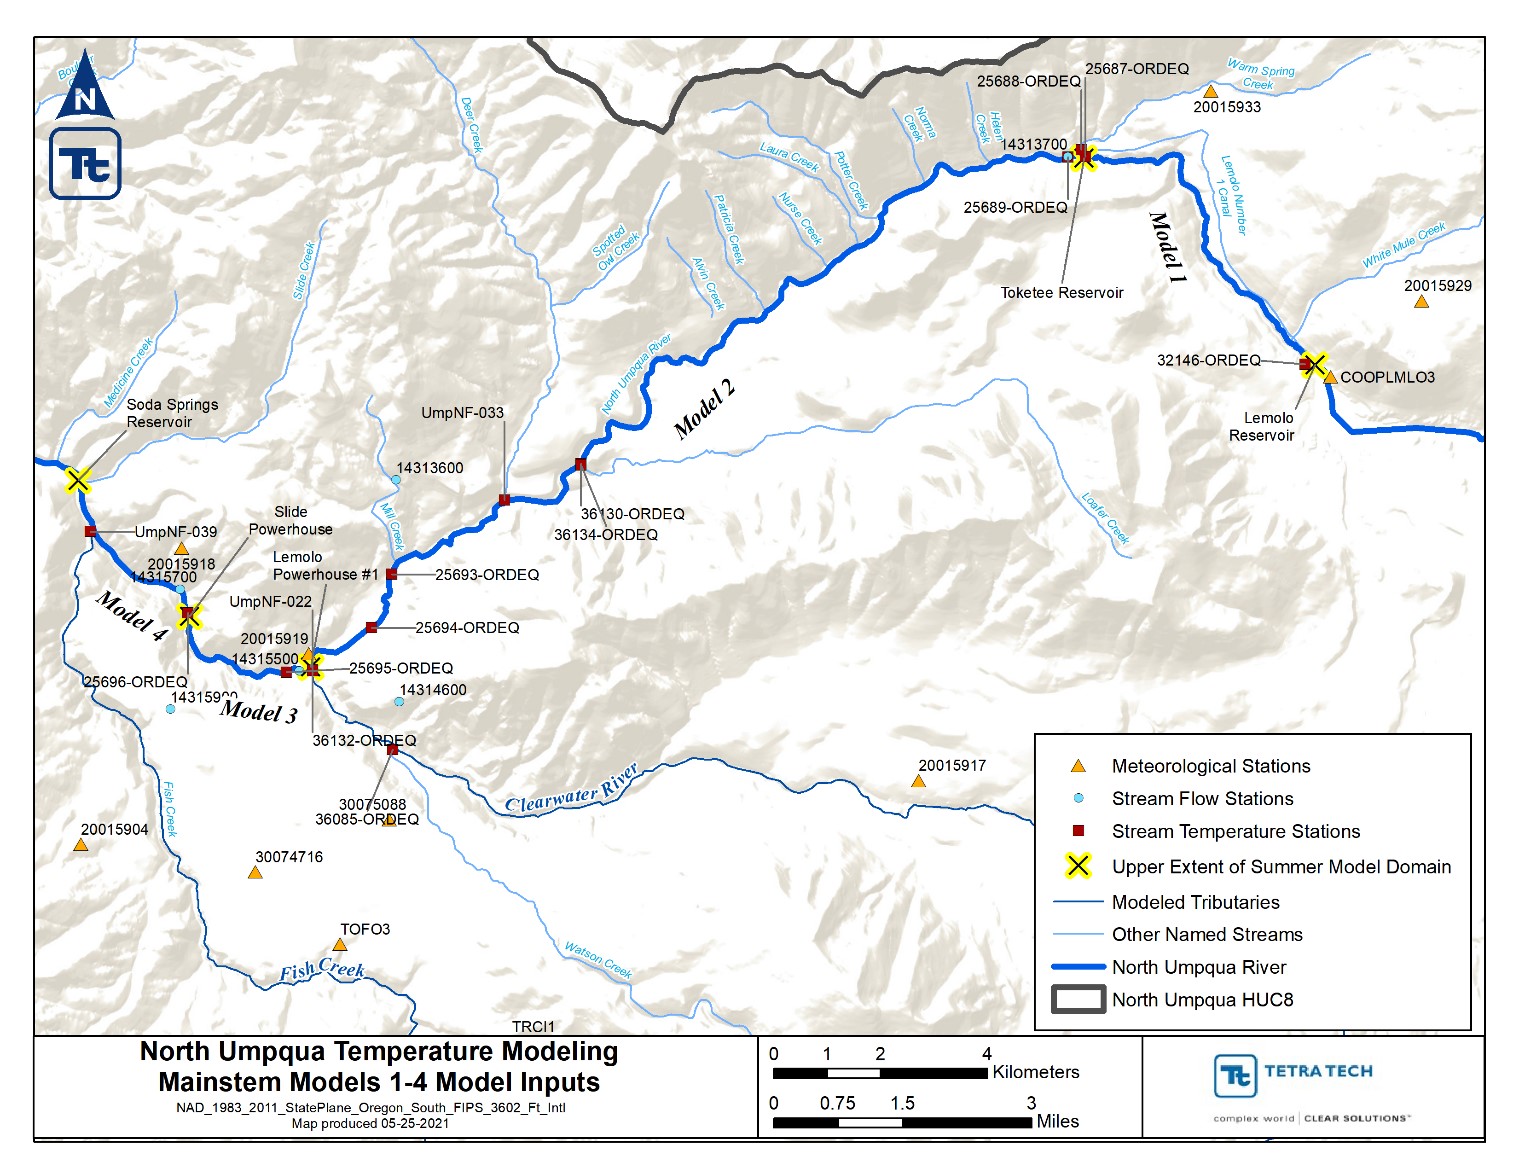 N
Tt
Deer Creek
25687-ORDEQ
25688-ORDEQ
Warm Spring
Creek
20015933
Norma
Creek
Helen
Creek
14313700
Laura Creek
Potter Creek
25689-ORDEQ
Lemolo Number
1 Canal
Patricia Creek
Nurse Creek
Spotted
Owl Creek
Slide Creek
Model 1
White Mule Creek
Alvin Creek
Toketee Reservoir
20015929
Medicine Creek
North Umpqua River
32146-ORDEQ
COOPLMLO3
Soda Springs
Reservoir
UmpNF-033
Model 2
Lemolo
Reservoir
14313600
Mill Creek
Slide
Powerhouse
36130-ORDEQ
36134-ORDEQ
Loafer Creek
UmpNF-039
20015918
14315700
Lemolo
Powerhouse #1
25693-ORDEQ
Model 4
UmpNF-022
25694-ORDEQ
20015919
14315500
25695-ORDEQ
25696-ORDEQ
14314600
Model 3
36132-ORDEQ
Clearwater River
20015917
Fish Creek
30075088
36085-ORDEQ
20015904
30074716
TOFO3
Fish Creek
Watson Creek
TRCI1
Meteorological Stations
Stream Flow Stations
Stream Temperature Stations
Upper Extent of Summer Model Domain
Modeled Tributaries
Other Named Streams
North Umpqua River
North Umpqua HUC8
North Umpqua Temperature Modeling
Mainstem Models 1-4 Model Inputs
NAD_1983_2011_StatePlane_Oregon_South_FIPS_3602_Ft_Intl
Map produced 05-25-2021
0 1 2 4
Kilometers
0 0.75 1.5 3
Miles
Tt TETRA TECH
complex world | CLEAR SOLUTIONS™